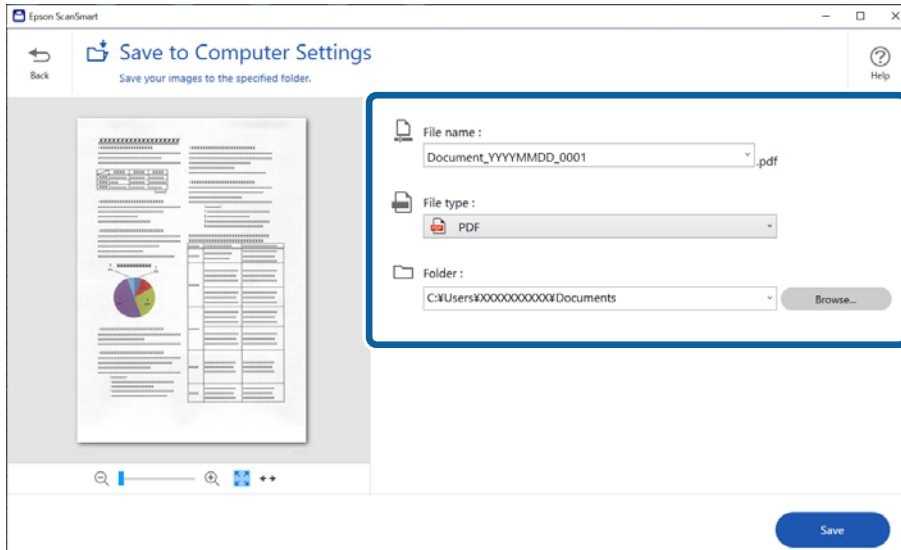 Epson ScanSmart
Back
Save to Computer Settings
Save your images to the specified folder.
Help
File name :
Document_YYYYMMDD_0001
.pdf
File type :
PDF
Folder :
C:¥Users¥XXXXXXXXXX¥Documents
Browse...
Save